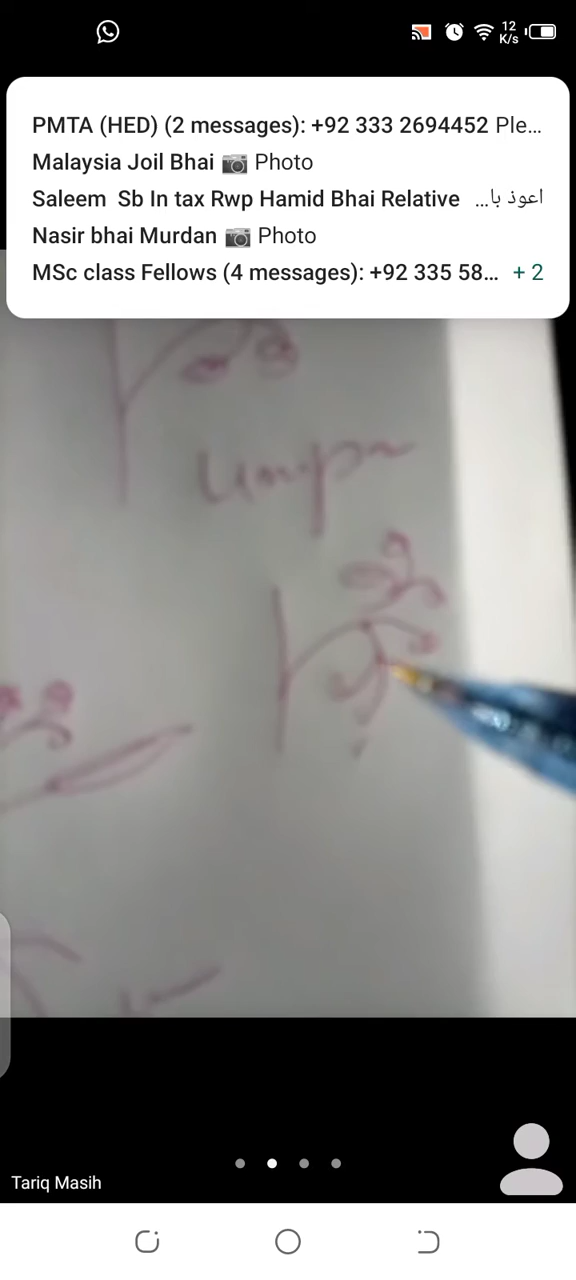 12
K/s
PMTA (HED) (2 messages): +92 333 2694452 Ple...
Malaysia Joil Bhai 📷 Photo
Saleem Sb In tax Rwp Hamid Bhai Relative اعوذ با...
Nasir bhai Murdan 📷 Photo
MSc class Fellows (4 messages): +92 335 58... + 2
Tariq Masih